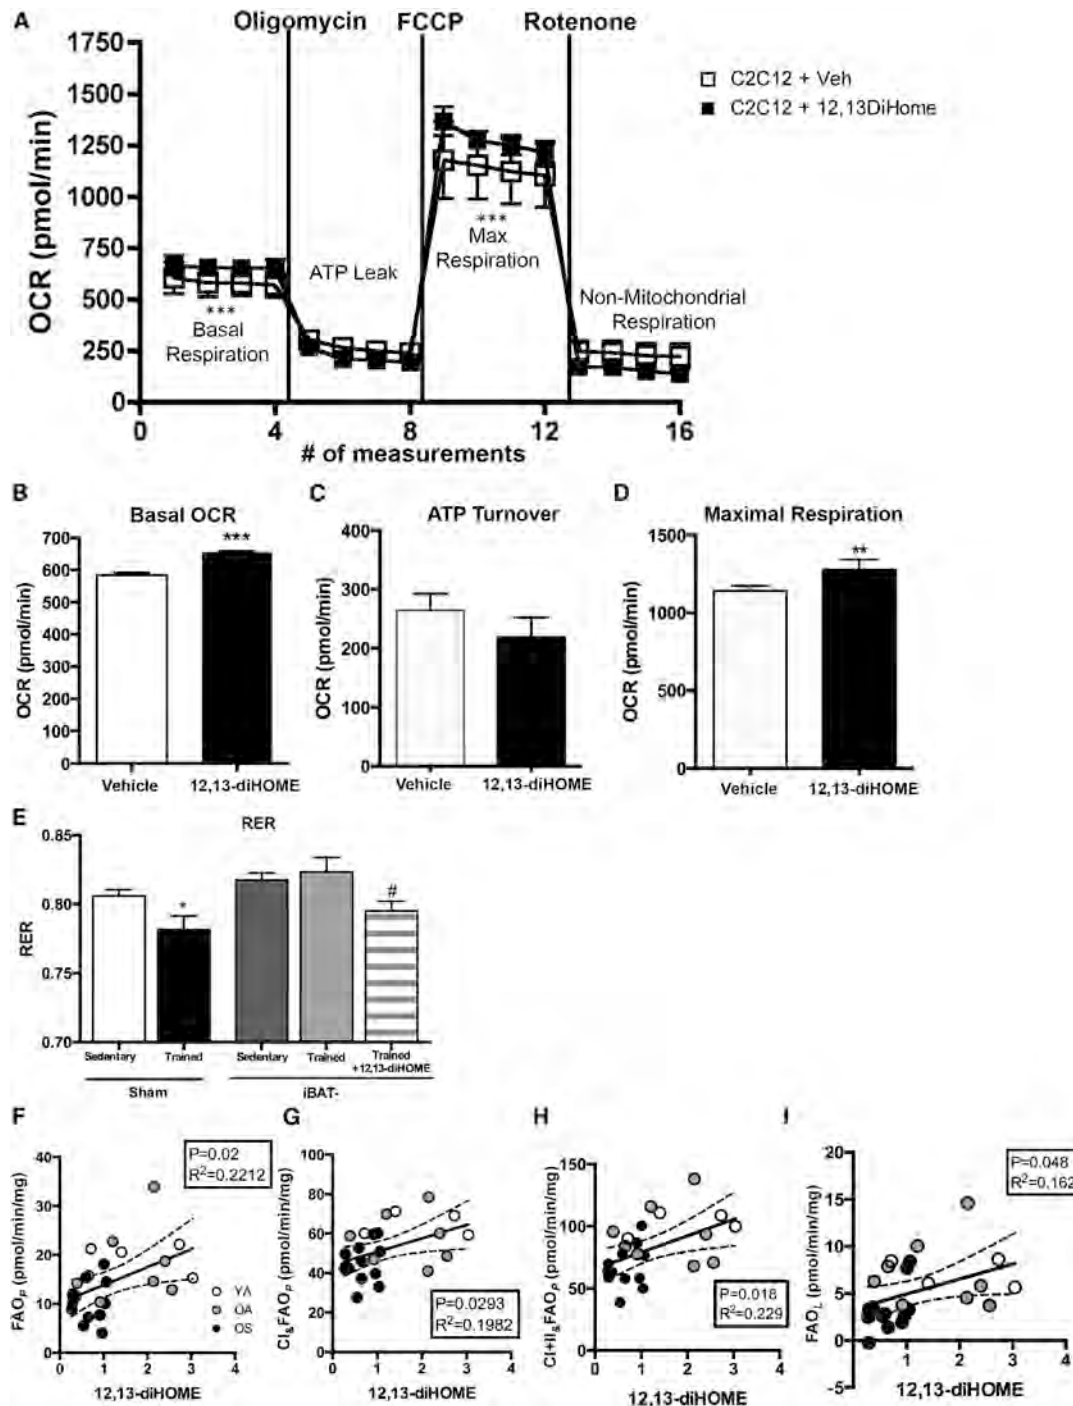 A
Oligomycin FCCP Rotenone
1750
1500
1250
1000
750
500
250
0
OCR (pmol/min)
C2C12 + Veh
C2C12 + 12,13DiHome
***
Basal
Respiration
ATP Leak
***
Max
Respiration
Non-Mitochondrial
Respiration
0 4 8 12 16
# of measurements
B
Basal OCR
700
600
500
400
300
200
100
0
OCR (pmol/min)
***
Vehicle 12,13-diHOME
C
ATP Turnover
400
300
200
100
0
OCR (pmol/min)
Vehicle 12,13-diHOME
D
Maximal Respiration
1500
1000
500
0
OCR (pmol/min)
**
Vehicle 12,13-diHOME
E
RER
0.85
0.80
0.75
0.70
RER
*
#
Sedentary Trained Sedentary Trained Trained
+12,13-diHOME
Sham iBAT-
F
40
30
20
10
0
FAOP (pmol/min/mg)
P=0.02
R2=0.2212
YA
OA
OS
0 1 2 3 4
12,13-diHOME
G
100
80
60
40
20
0
CI&FAOP (pmol/min/mg)
P=0.0293
R2=0.1982
0 1 2 3 4
12,13-diHOME
H
150
100
50
0
CI+II&FAOP (pmol/min/mg)
P=0.018
R2=0.229
0 1 2 3 4
12,13-diHOME
I
20
15
10
5
0
-5
FAOL (pmol/min/mg)
P=0.048
R2=0.162
1 2 3 4
12,13-diHOME